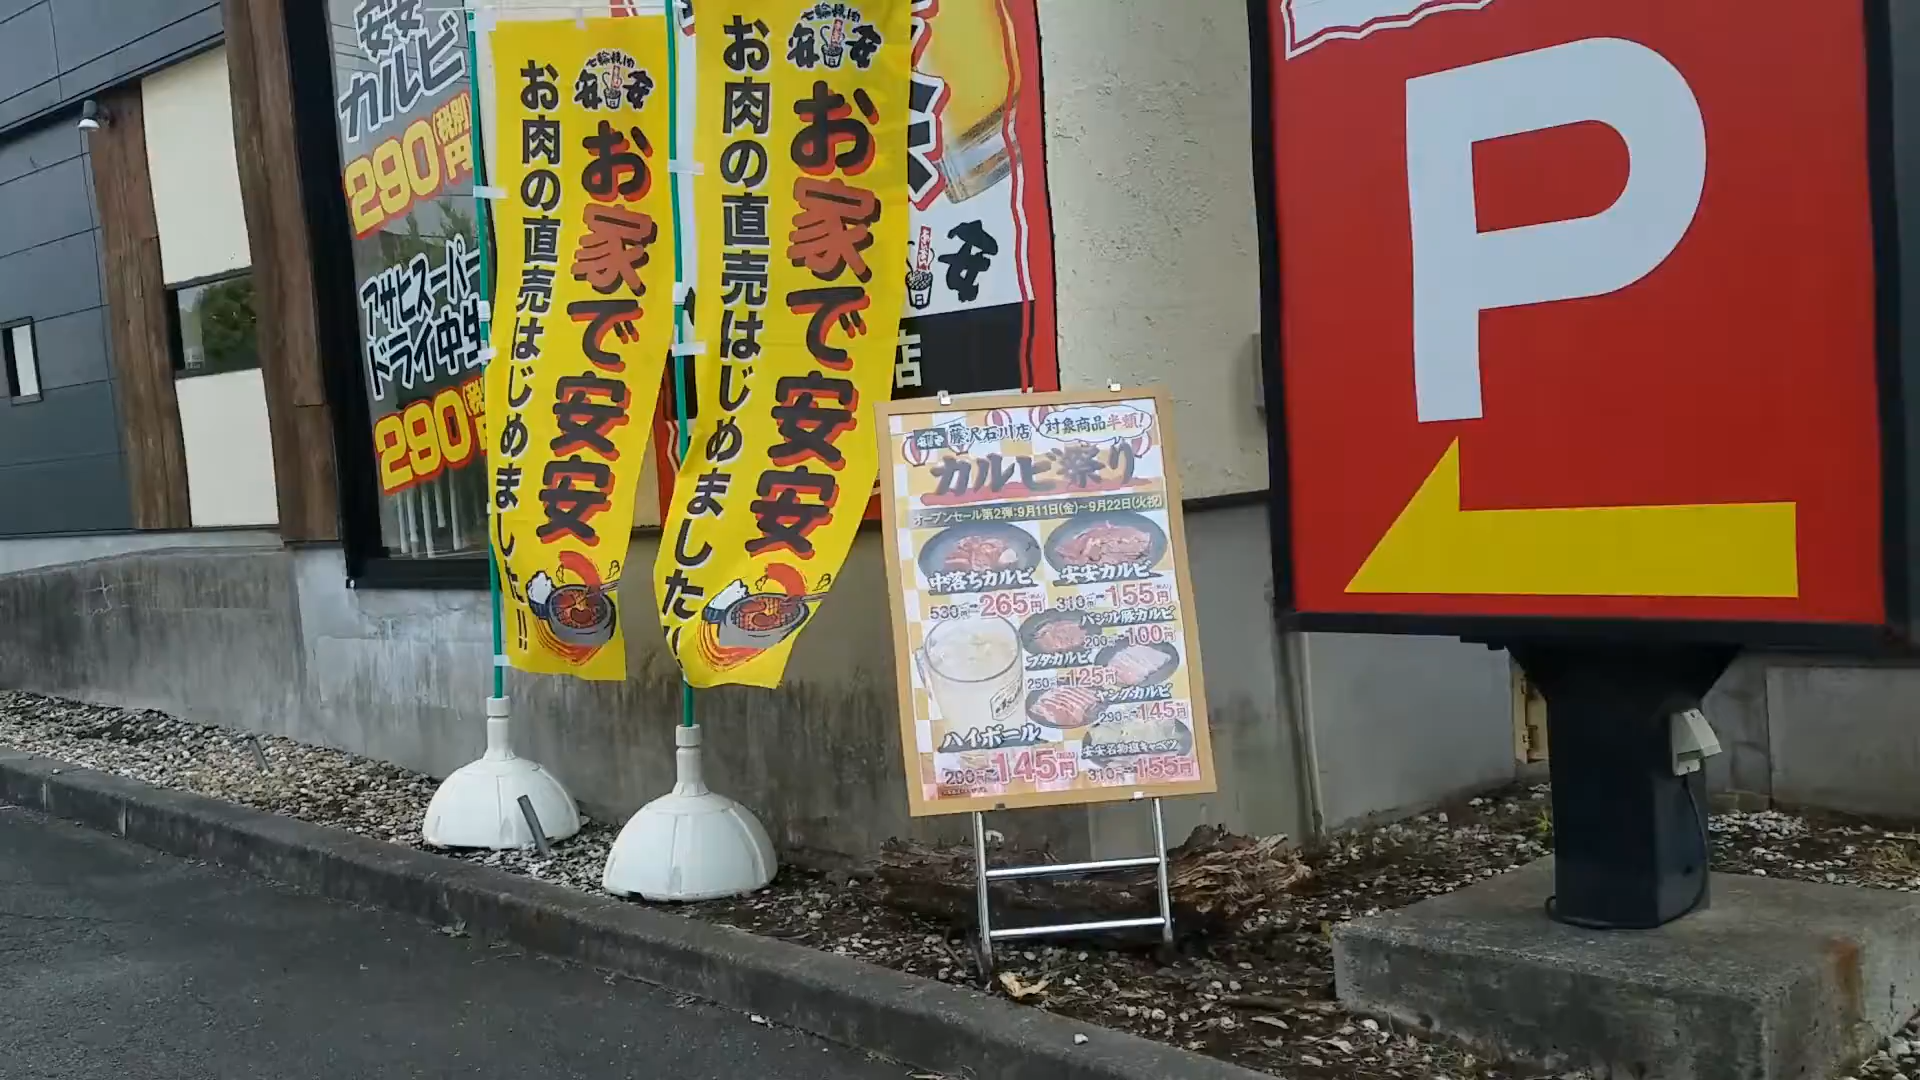 安安
カルビ
290円
アサヒスーパー
ドライ中生
290
七輪焼肉
安安
お家で安安
お肉の直売はじめました!!
七輪焼肉
安安
お家で安安
お肉の直売はじめました!!
安
店
藤沢石川店
対象商品半額!
カルビ祭り
オープンセール第2弾:9月11日(金)~9月22日(火祝)
中落ちカルビ
530円→265円
安安カルビ
310円→155円
バジル豚カルビ
200円→100円
ブタカルビ
250円→125円
ヤングカルビ
290円→145円
ハイボール
290円→145円
安安名物塩キャベツ
310円→155円
P